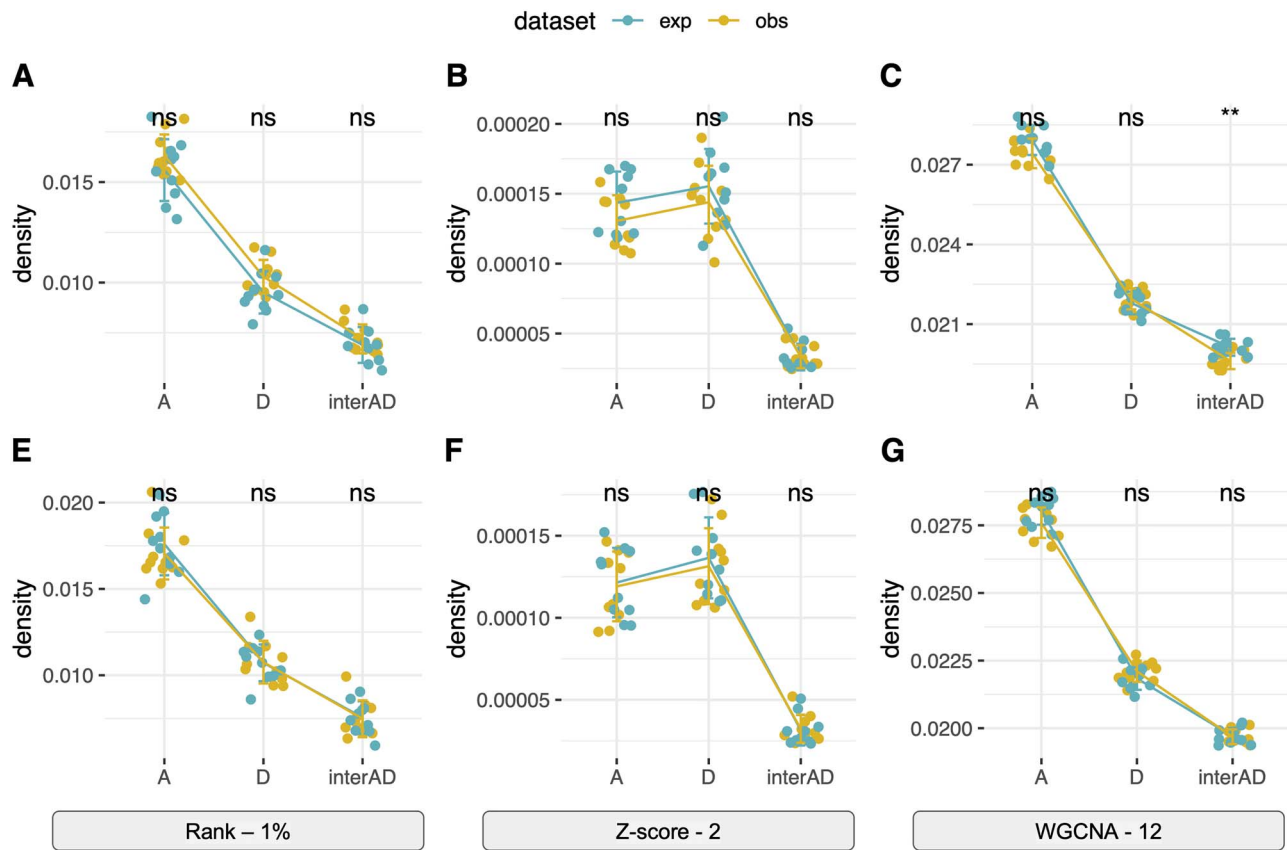 dataset exp obs
A
B
C
ns ns ns
ns ns ns
ns ns **
density
0.015
0.010
A D interAD
density
0.00020
0.00015
0.00010
0.00005
A D interAD
density
0.027
0.024
0.021
A D interAD
E
F
G
ns ns ns
ns ns ns
ns ns ns
density
0.020
0.015
0.010
A D interAD
density
0.00015
0.00010
0.00005
A D interAD
density
0.0275
0.0250
0.0225
0.0200
A D interAD
Rank – 1%
Z-score - 2
WGCNA - 12